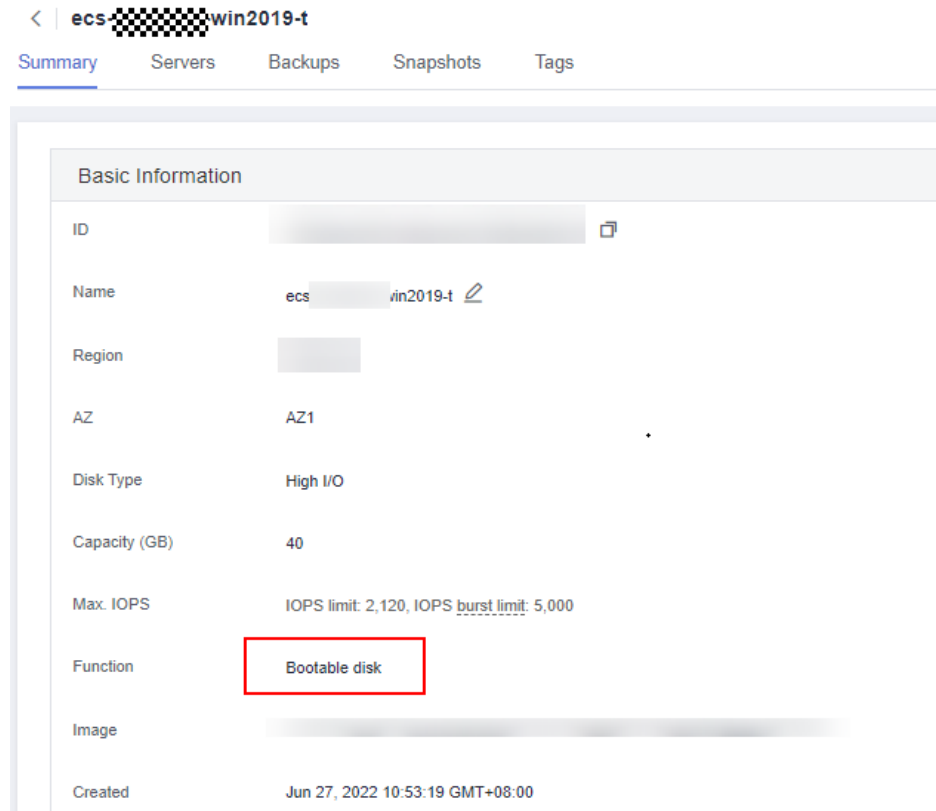 ecs- win2019-t
Summary Servers Backups Snapshots Tags
Basic Information
ID
Name ecs win2019-t
Region
AZ AZ1
Disk Type High I/O
Capacity (GB) 40
Max. IOPS IOPS limit: 2,120, IOPS burst limit: 5,000
Function Bootable disk
Image
Created Jun 27, 2022 10:53:19 GMT+08:00